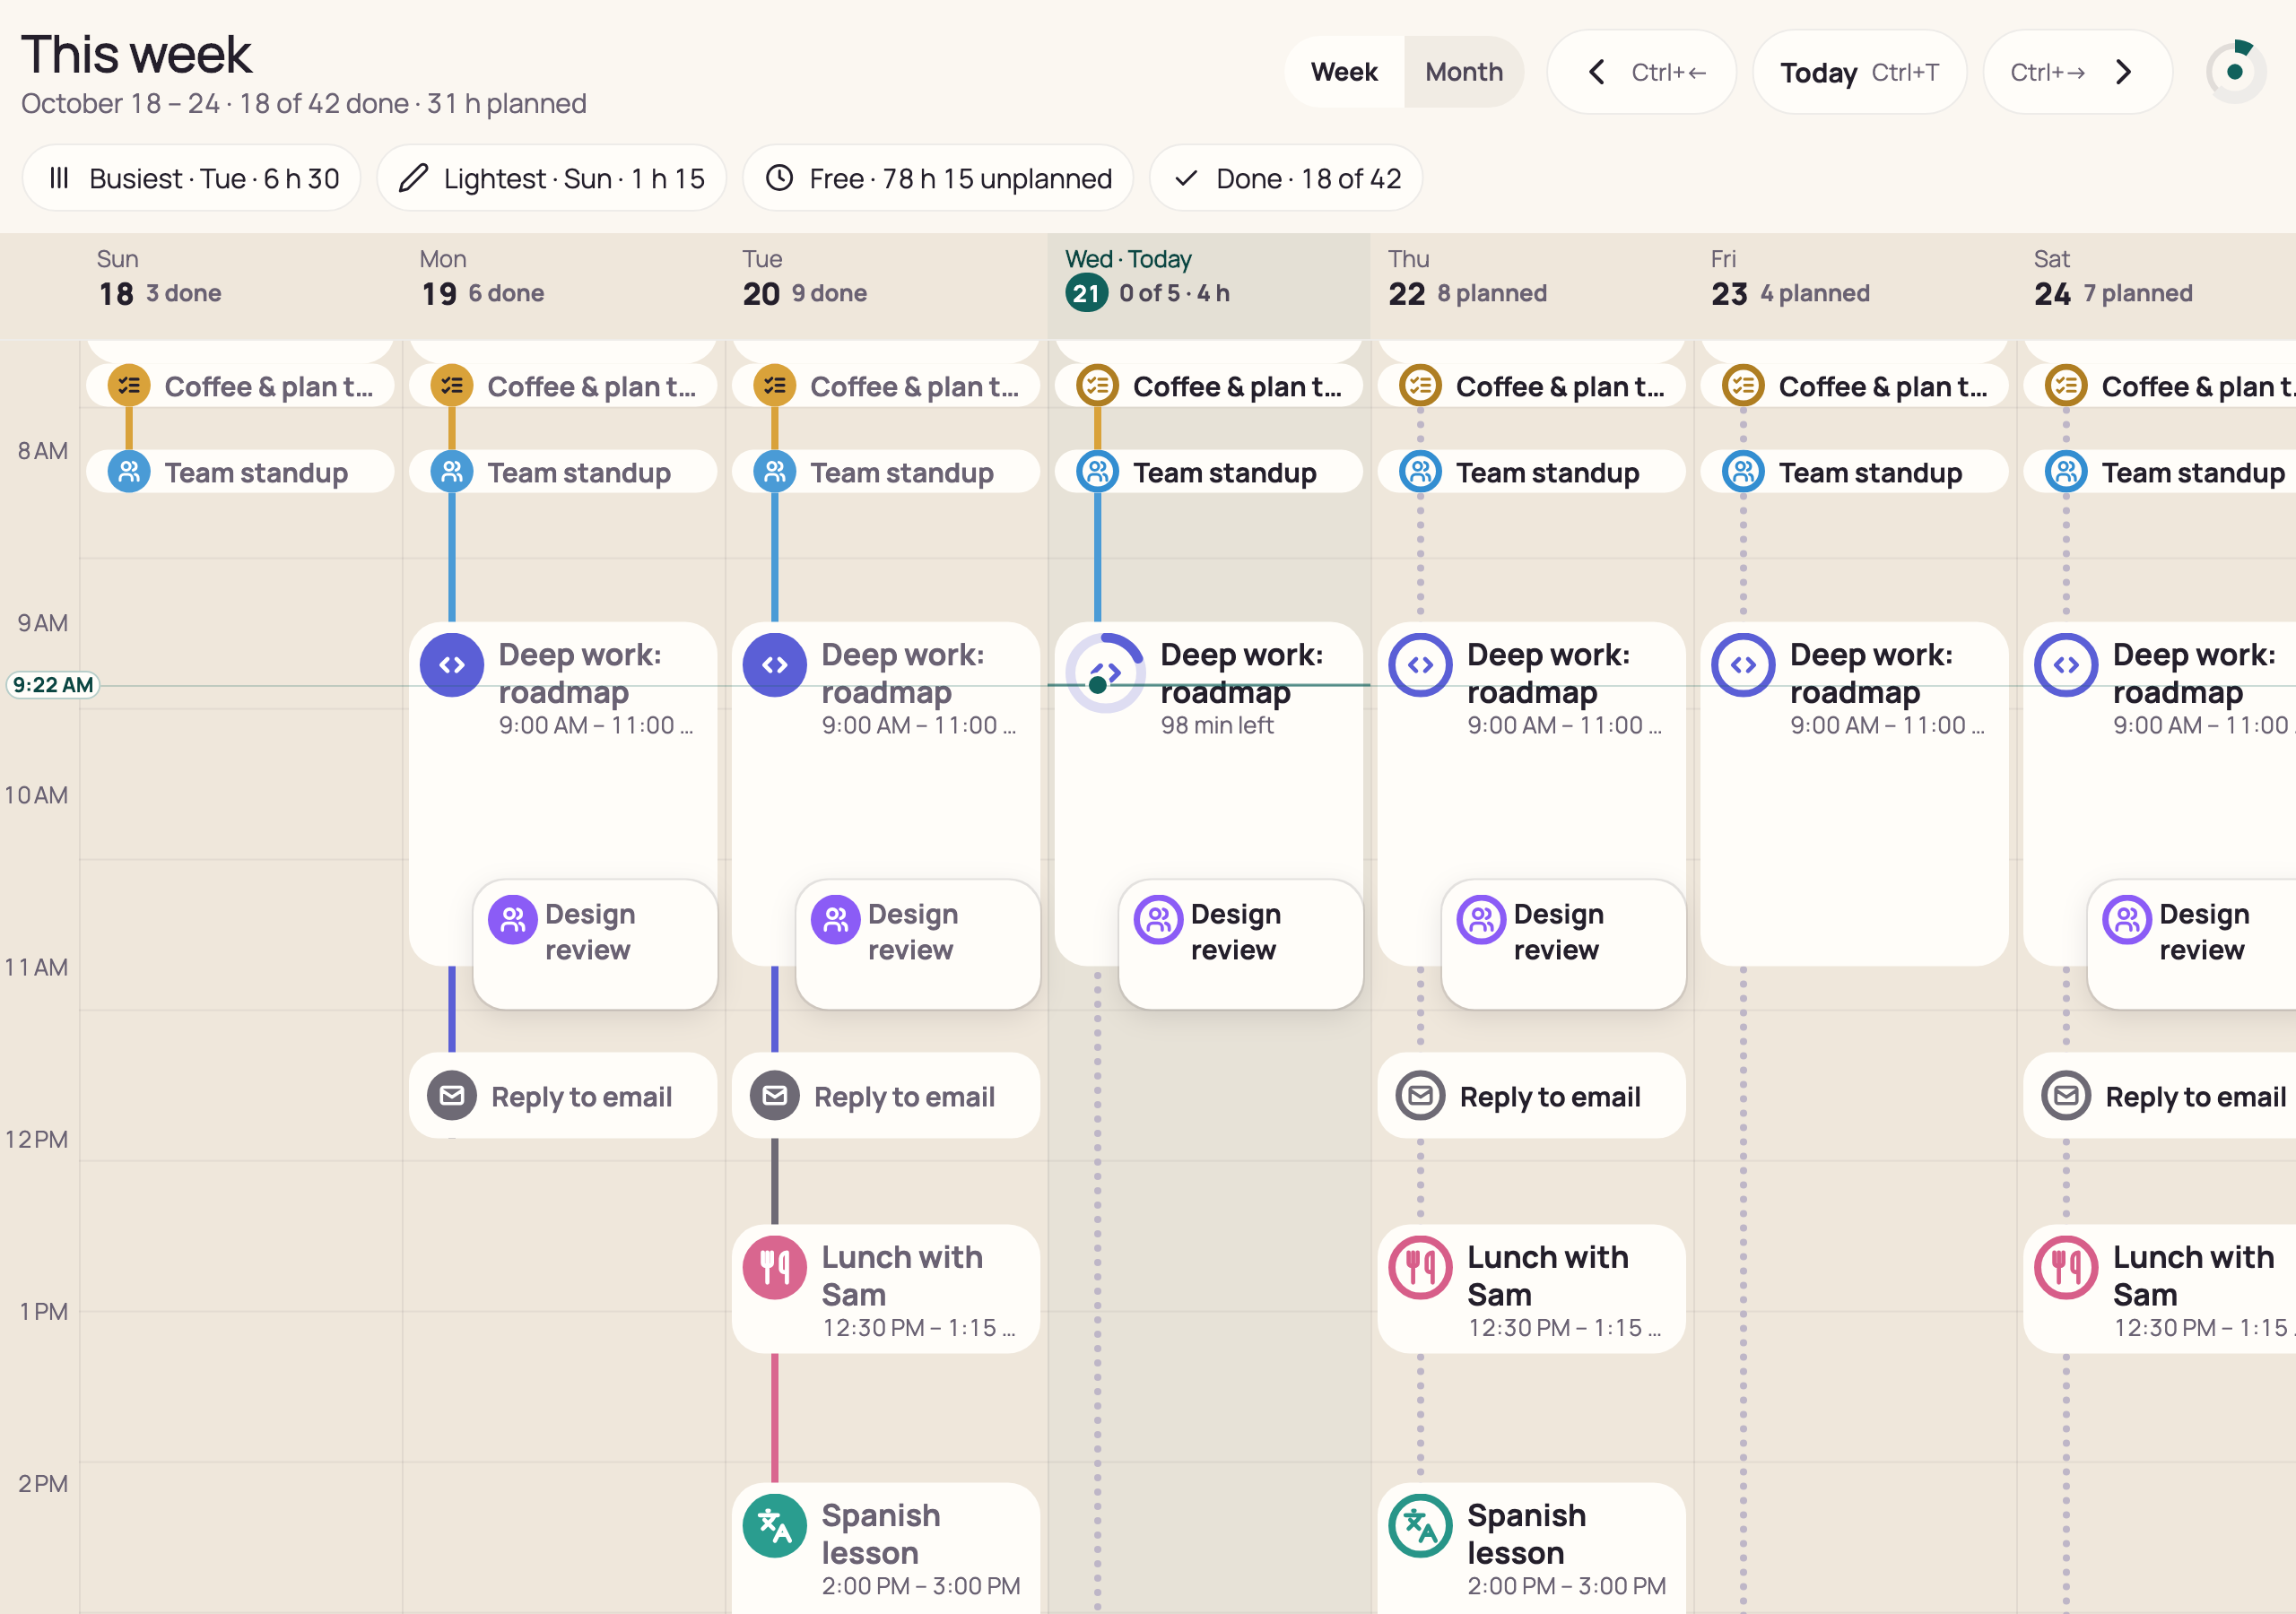 This week
October 18 – 24 · 18 of 42 done · 31 h planned
Week
Month
Ctrl+←
Today Ctrl+T
Ctrl+→
Busiest · Tue · 6 h 30
Lightest · Sun · 1 h 15
Free · 78 h 15 unplanned
Done · 18 of 42
Sun
18 3 done
Mon
19 6 done
Tue
20 9 done
Wed · Today
21 0 of 5 · 4 h
Thu
22 8 planned
Fri
23 4 planned
Sat
24 7 planned
8 AM
9 AM
9:22 AM
10 AM
11 AM
12 PM
1 PM
2 PM
Coffee & plan t...
Team standup
Coffee & plan t...
Team standup
Deep work:
roadmap
9:00 AM – 11:00 ...
Design
review
Reply to email
Coffee & plan t...
Team standup
Deep work:
roadmap
9:00 AM – 11:00 ...
Design
review
Reply to email
Lunch with
Sam
12:30 PM – 1:15 ...
Spanish
lesson
2:00 PM – 3:00 PM
Coffee & plan t...
Team standup
Deep work:
roadmap
98 min left
Design
review
Coffee & plan t...
Team standup
Deep work:
roadmap
9:00 AM – 11:00 ...
Design
review
Reply to email
Lunch with
Sam
12:30 PM – 1:15 ...
Spanish
lesson
2:00 PM – 3:00 PM
Coffee & plan t...
Team standup
Deep work:
roadmap
9:00 AM – 11:00 ...
Coffee & plan t...
Team standup
Deep work:
roadmap
9:00 AM – 11:00
Design
review
Reply to email
Lunch with
Sam
12:30 PM – 1:15